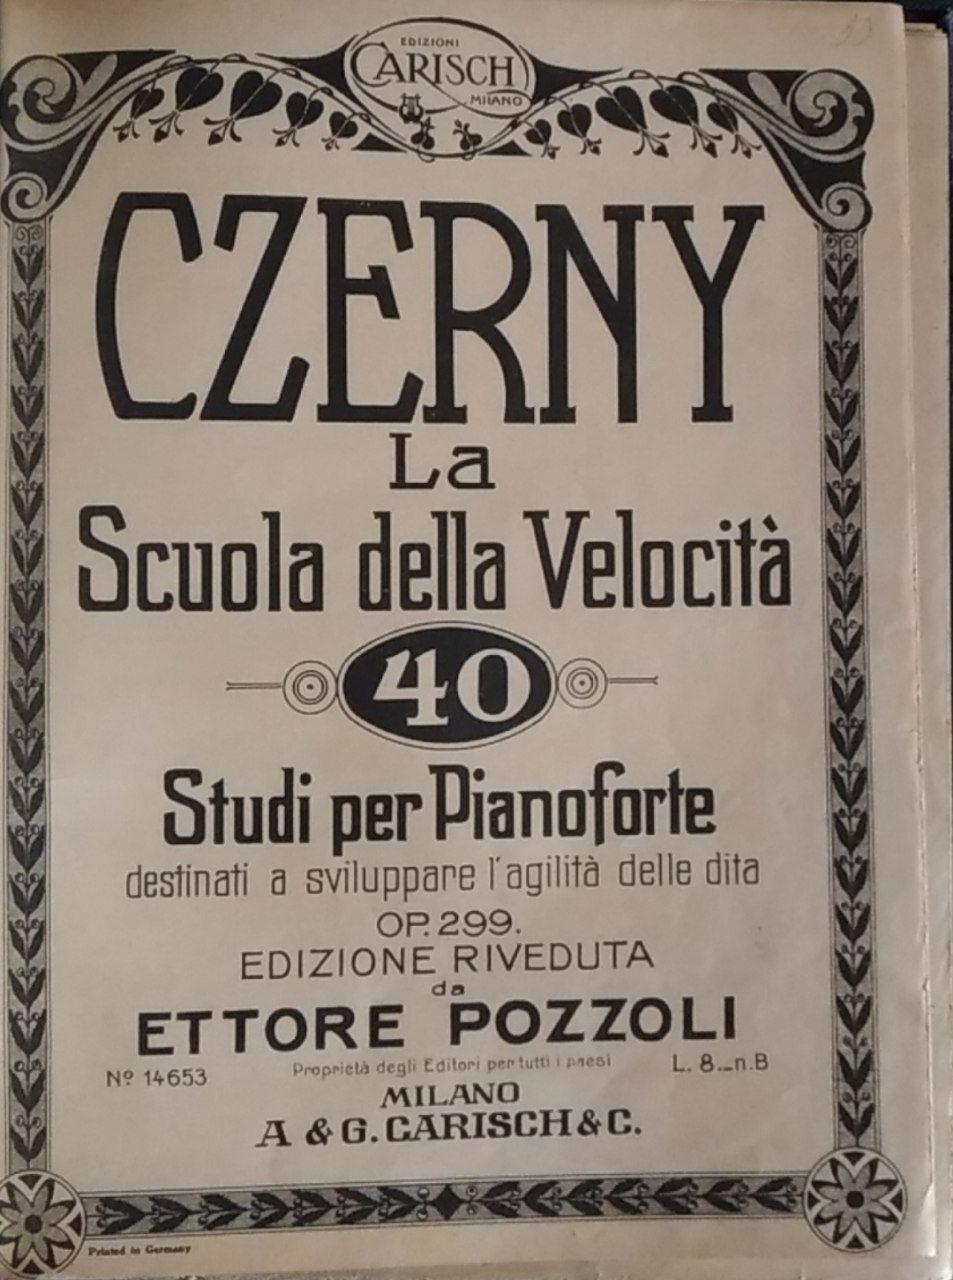 EDIZIONI
CARISCH
MILANO
CZERNY
La
Scuola della Velocità
40
Studi per Pianoforte
destinati a sviluppare l'agilità delle dita
OP. 299.
EDIZIONE RIVEDUTA
da
ETTORE POZZOLI
Nº 14653 Proprietà degli Editori per tutti i paesi L. 8._n.B
MILANO
A & G. CARISCH & C.
Printed in Germany